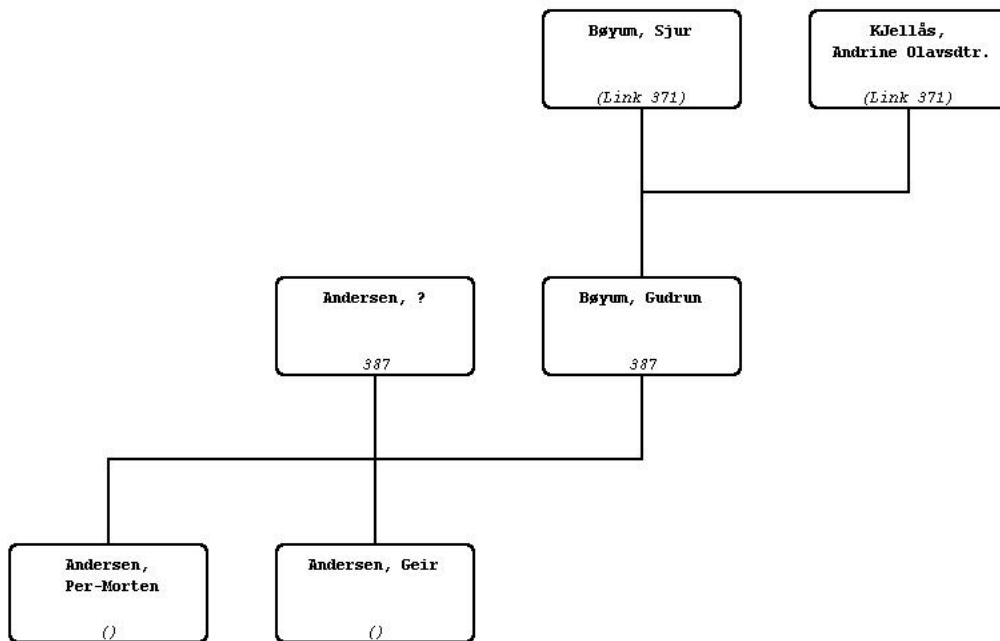 Bøyum, Sjur
(Link 371)
KJellås,
Andrine Olavsdtr.
(Link 371)
Andersen, ?
387
Bøyum, Gudrun
387
Andersen,
Per-Morten
()
Andersen, Geir
()